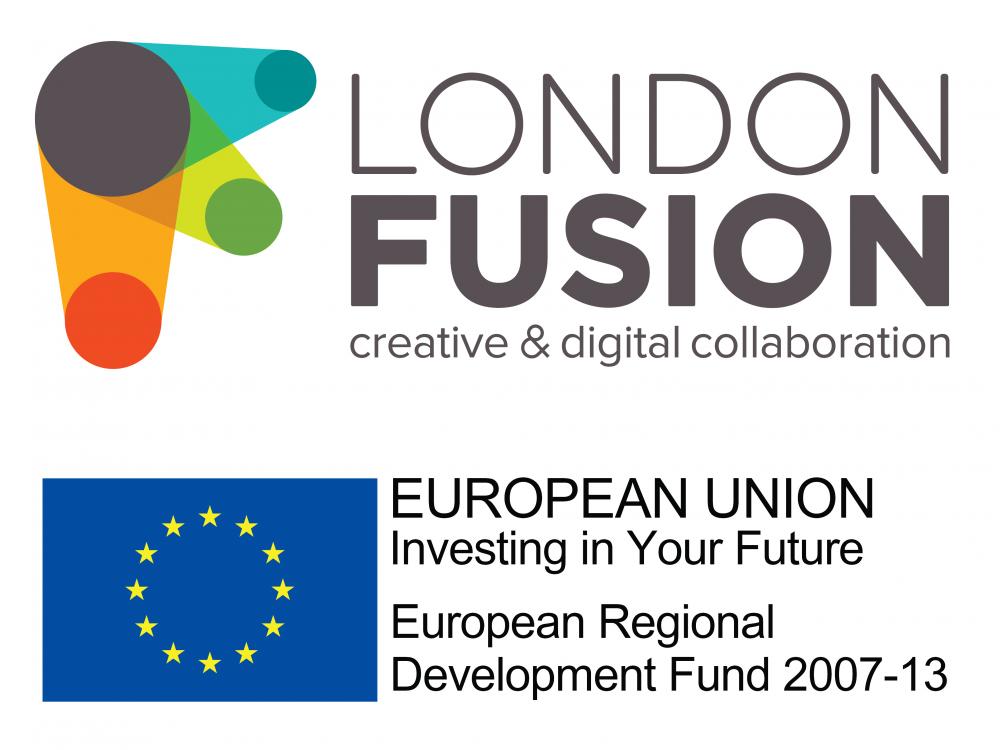 LONDON
FUSION
creative & digital collaboration
EUROPEAN UNION
Investing in Your Future
European Regional
Development Fund 2007-13